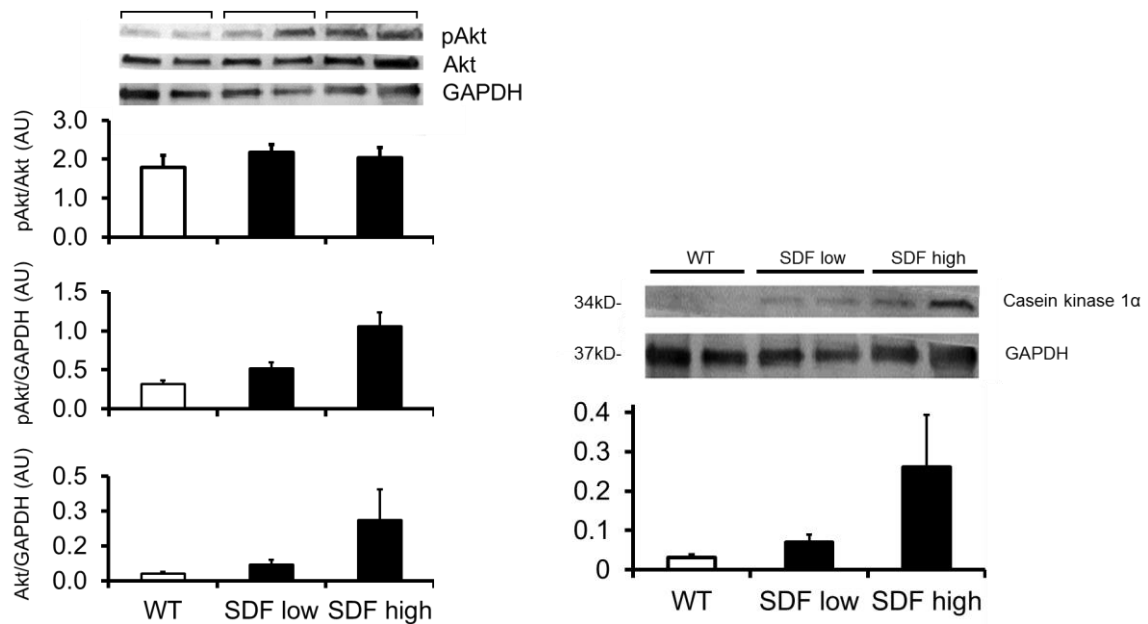 pAkt
Akt
GAPDH
pAkt/Akt (AU)
3.0
2.0
1.0
0.0
pAkt/GAPDH (AU)
1.5
1.0
0.5
0.0
Akt/GAPDH (AU)
0.5
0.3
0.2
0.0
WT SDF low SDF high
WT SDF low SDF high
34kD- Casein kinase 1α
37kD- GAPDH
0.4
0.3
0.2
0.1
0
WT SDF low SDF high